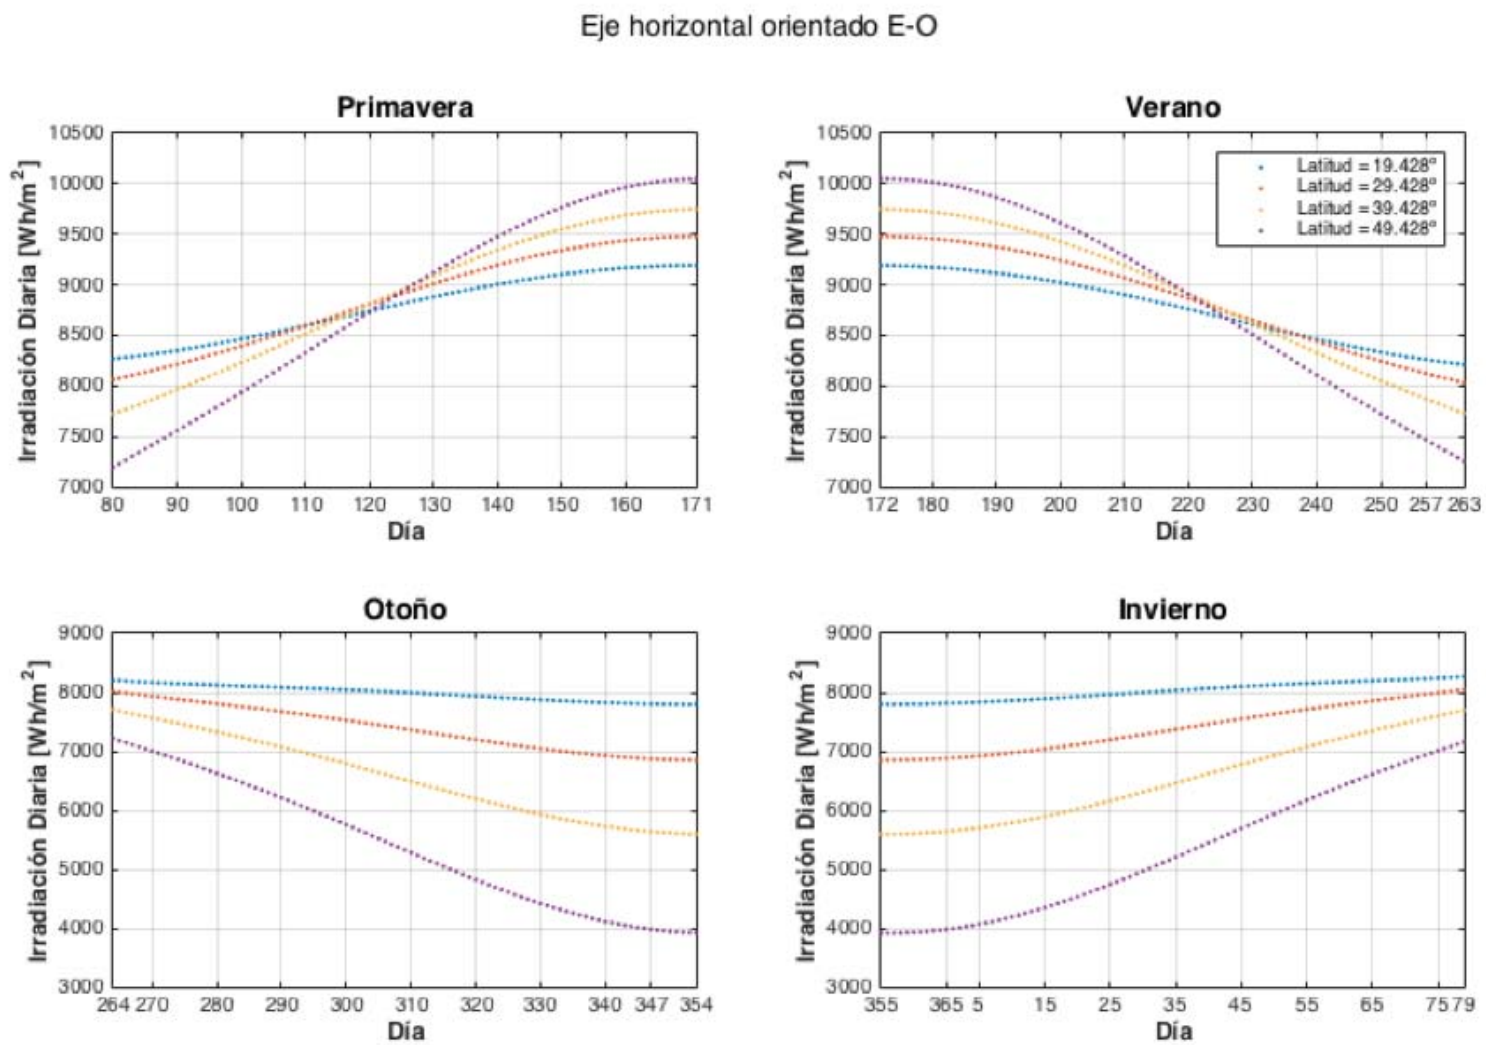 Eje horizontal orientado E-O
Primavera
Irradiación Diaria [Wh/m²]
10500
10000
9500
9000
8500
8000
7500
7000
80 90 100 110 120 130 140 150 160 171
Día
Verano
Irradiación Diaria [Wh/m²]
10500
10000
9500
9000
8500
8000
7500
7000
Latitud = 19.428º
Latitud = 29.428º
Latitud = 39.428º
Latitud = 49.428º
172 180 190 200 210 220 230 240 250 257 263
Día
Otoño
Irradiación Diaria [Wh/m²]
9000
8000
7000
6000
5000
4000
3000
264 270 280 290 300 310 320 330 340 347 354
Día
Invierno
Irradiación Diaria [Wh/m²]
9000
8000
7000
6000
5000
4000
3000
355 365 5 15 25 35 45 55 65 75 79
Día